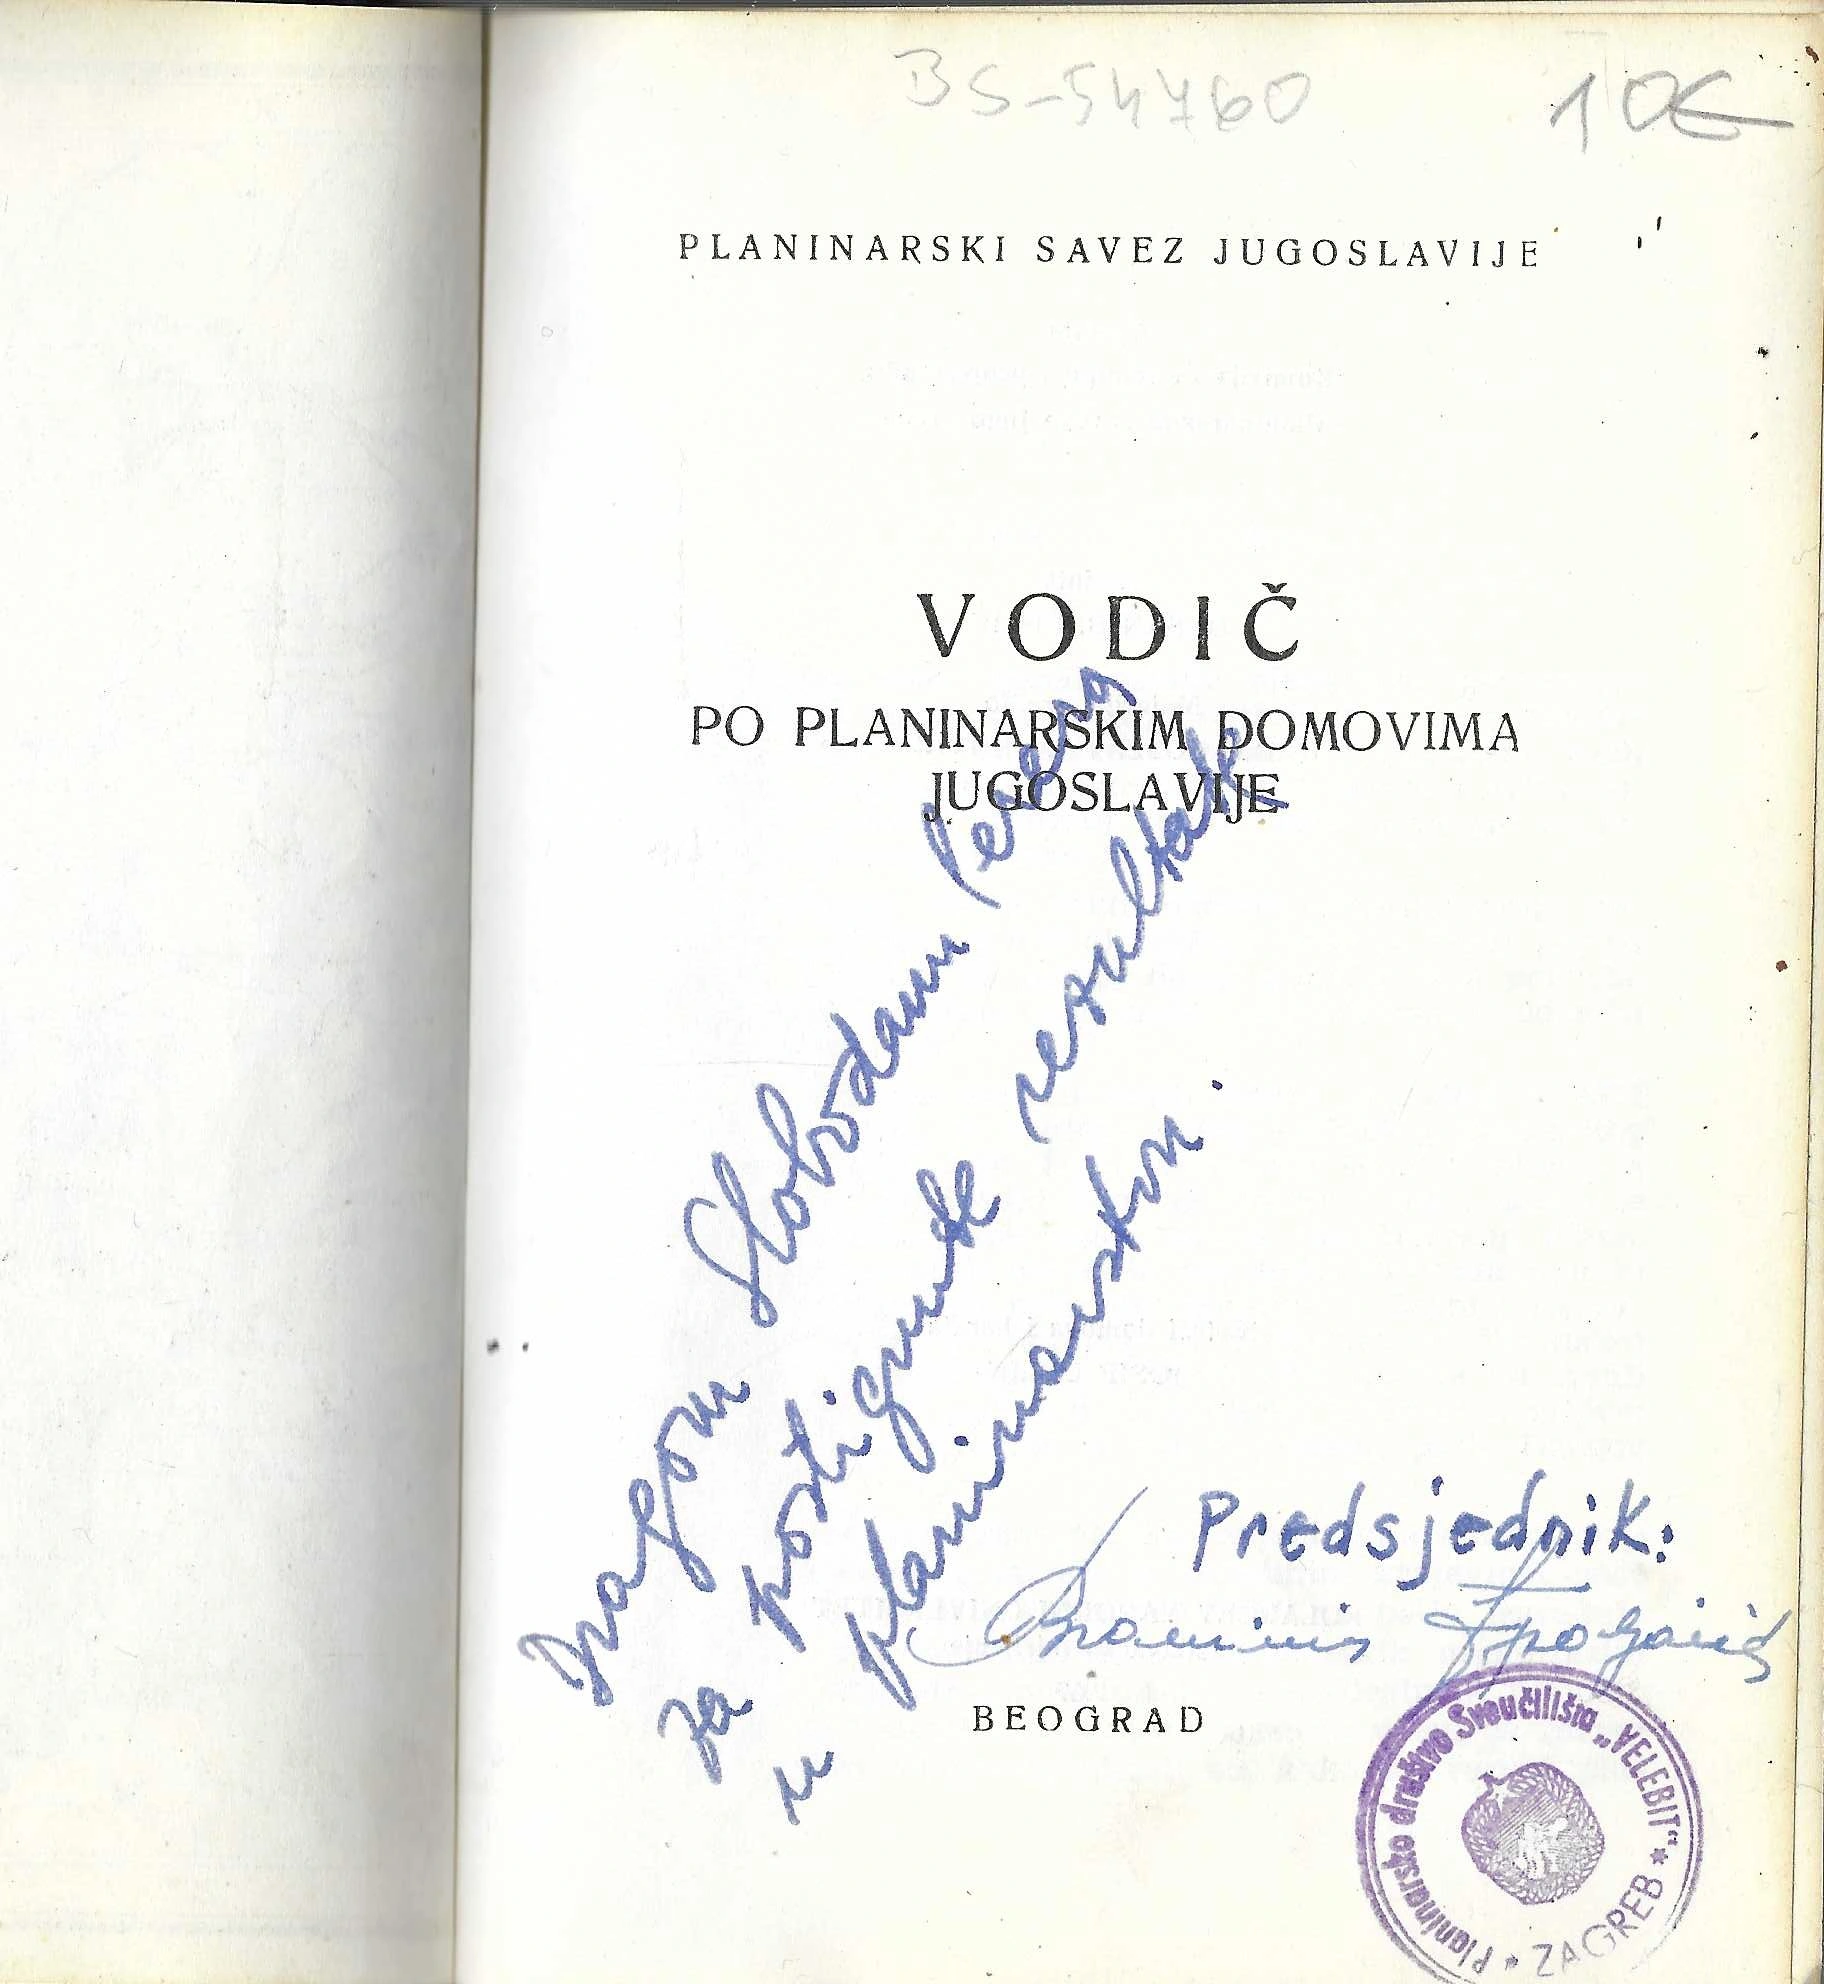 BS-54760
10€
PLANINARSKI SAVEZ JUGOSLAVIJE
VODIČ
PO PLANINARSKIM DOMOVIMA
JUGOSLAVIJE
Dragom Slobodanu
za postignute rezultate
u planinarstvu.
Predsjednik:
BEOGRAD
Planinarsko društvo Sveučilišta „VELEBIT“ * ZAGREB *